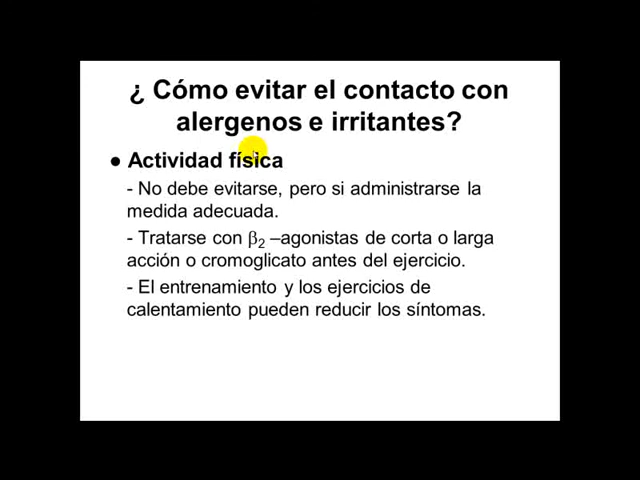 ¿ Cómo evitar el contacto con
alergenos e irritantes?
● Actividad física
- No debe evitarse, pero si administrarse la
medida adecuada.
- Tratarse con β₂ –agonistas de corta o larga
acción o cromoglicato antes del ejercicio.
- El entrenamiento y los ejercicios de
calentamiento pueden reducir los síntomas.